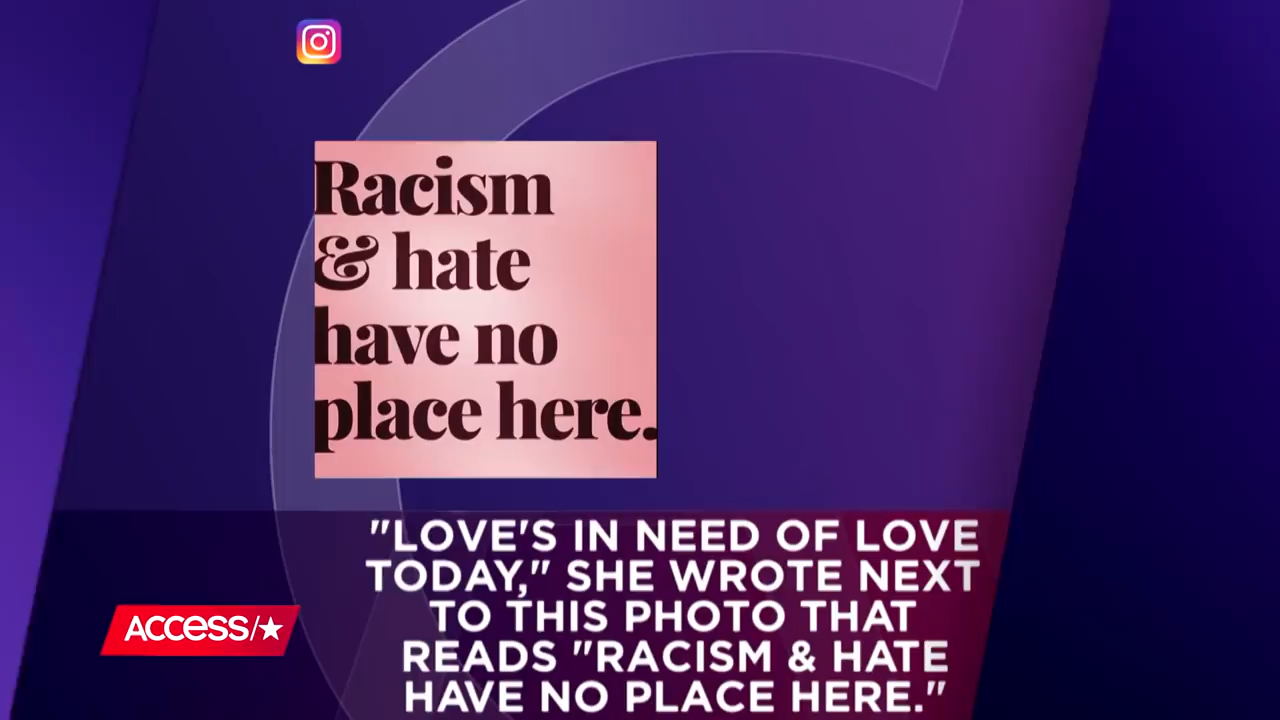 Racism
& hate
have no
place here.
"LOVE'S IN NEED OF LOVE
TODAY," SHE WROTE NEXT
TO THIS PHOTO THAT
READS "RACISM & HATE
HAVE NO PLACE HERE."
ACCESS/★